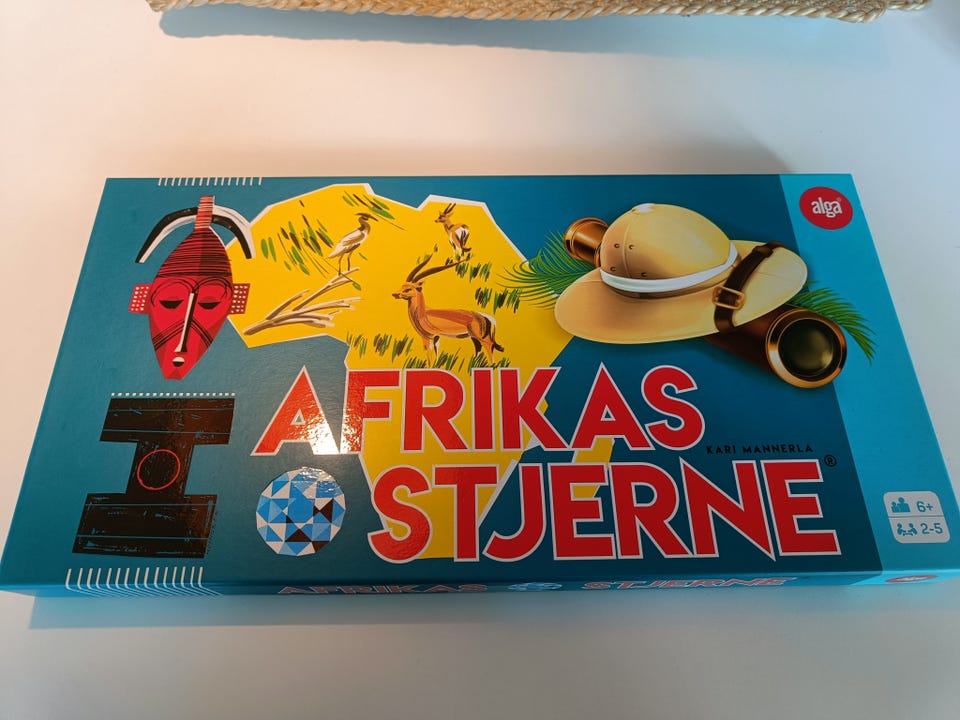 alga
AFRIKAS
KARI MANNERLA
STJERNE®
6+
2-5
AFRIKAS STJERNE